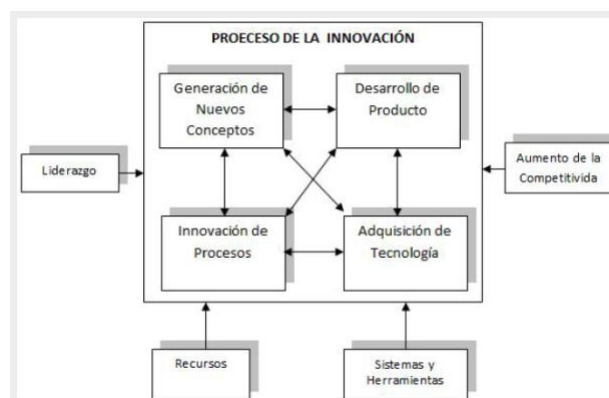 PROECESO DE LA INNOVACIÓN
Generación de
Nuevos
Conceptos
Desarrollo de
Producto
Liderazgo
Aumento de la
Competitivida
Innovación de
Procesos
Adquisición de
Tecnología
Recursos
Sistemas y
Herramientas